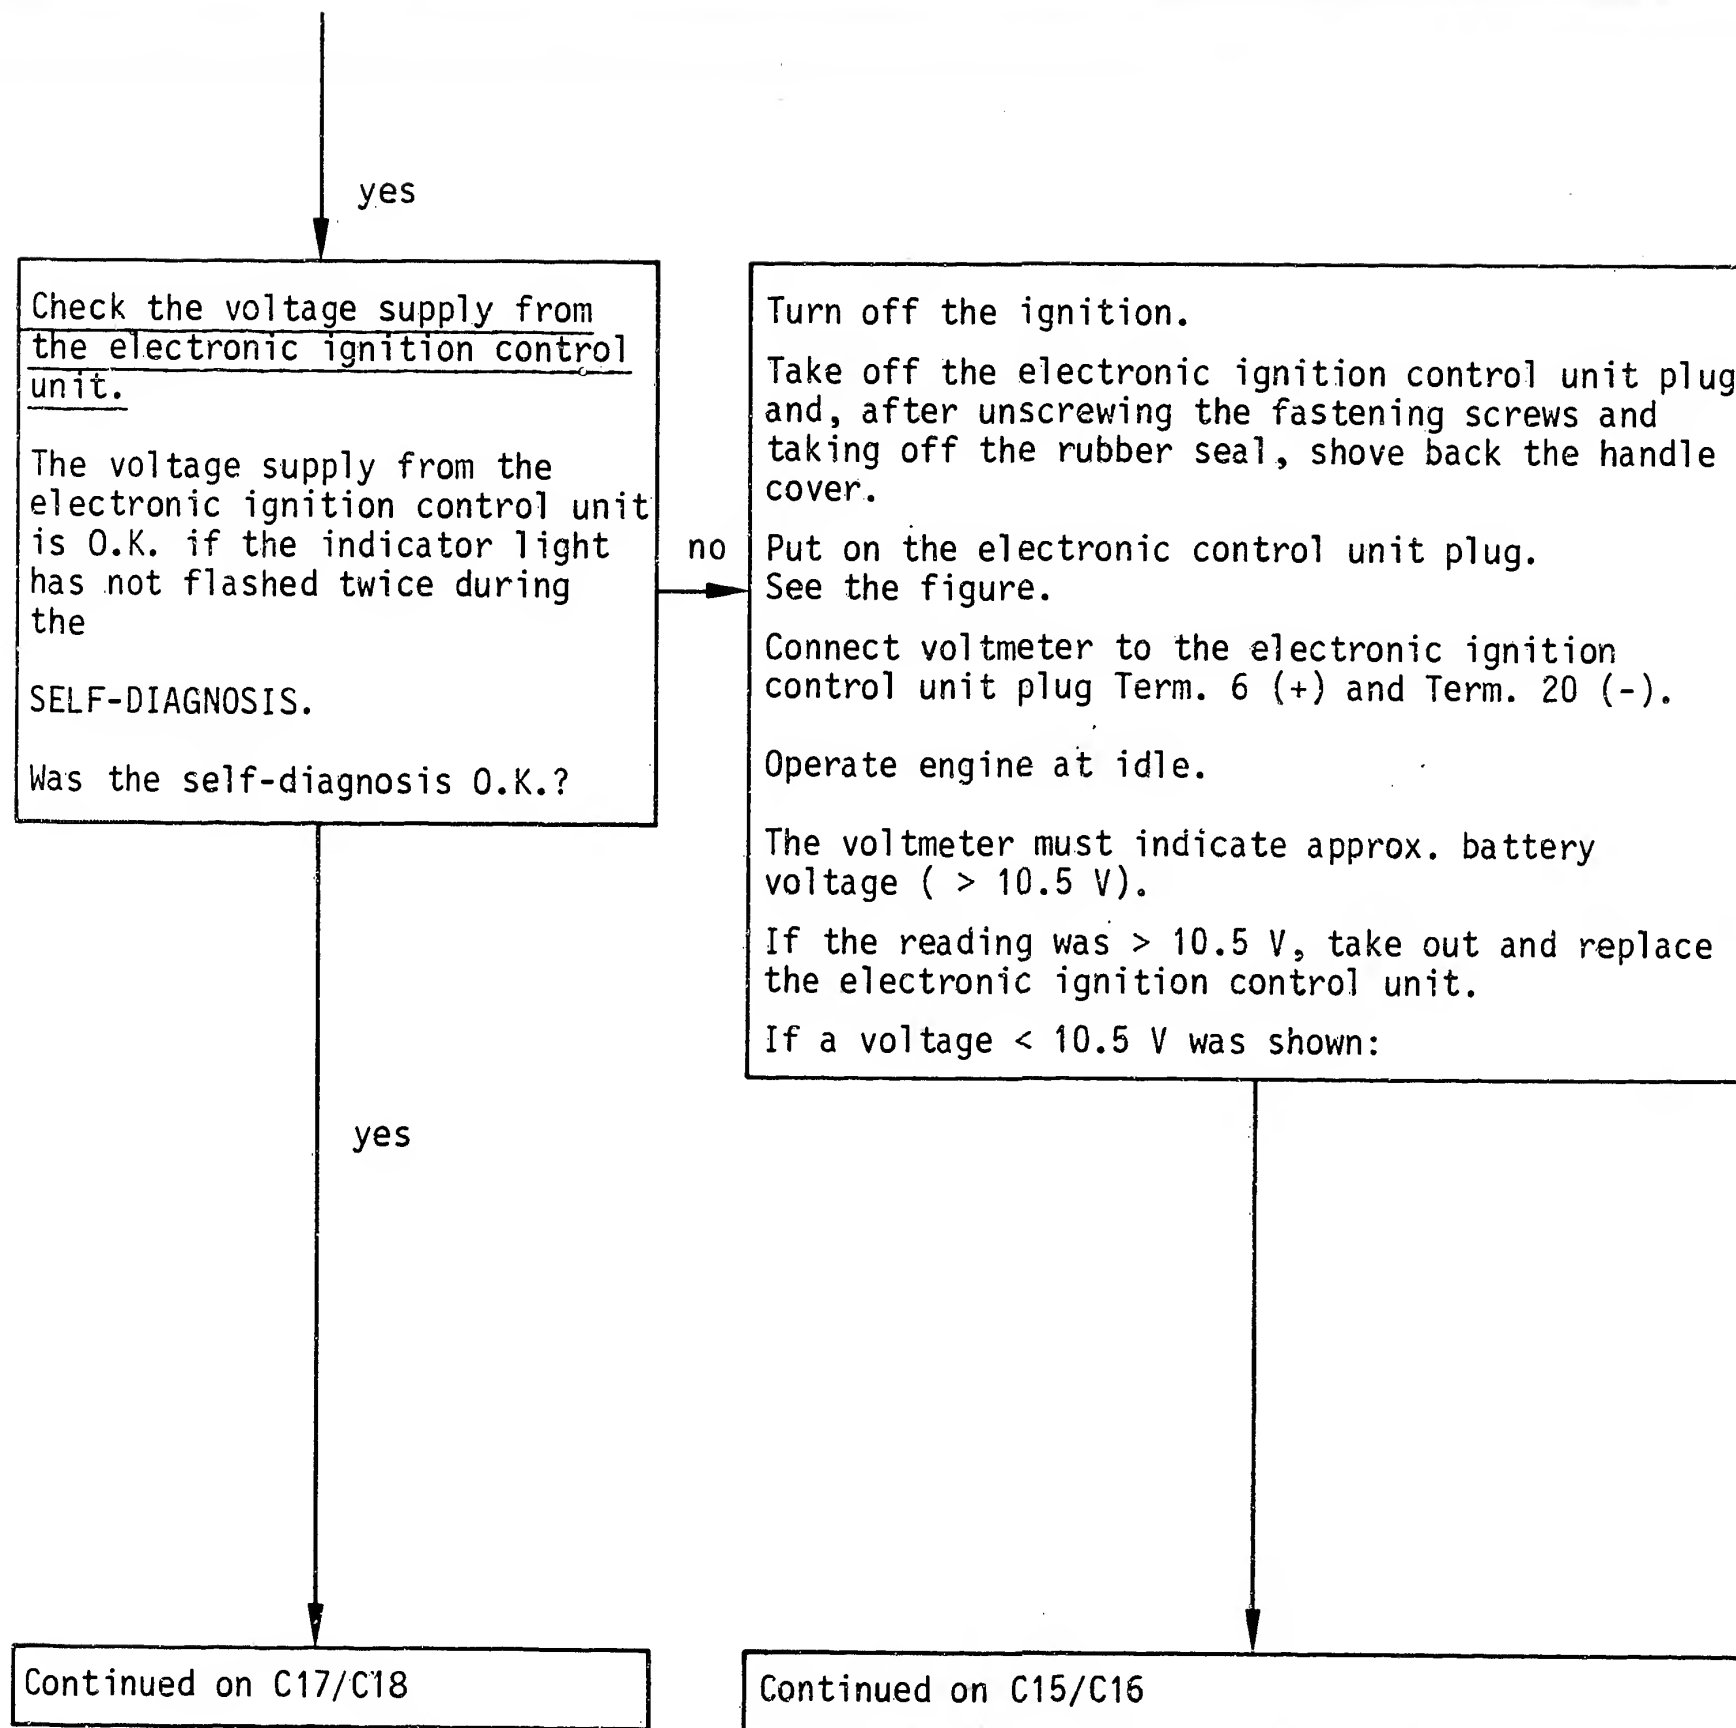 yes
Check the voltage supply from
the electronic ignition control
unit.
The voltage supply from the
electronic ignition control unit
is O.K. if the indicator light
has not flashed twice during
the
SELF-DIAGNOSIS.
Was the self-diagnosis O.K.?
no
Turn off the ignition.
Take off the electronic ignition control unit plug
and, after unscrewing the fastening screws and
taking off the rubber seal, shove back the handle
cover.
Put on the electronic control unit plug.
See the figure.
Connect voltmeter to the electronic ignition
control unit plug Term. 6 (+) and Term. 20 (-).
Operate engine at idle.
The voltmeter must indicate approx. battery
voltage ( > 10.5 V).
If the reading was > 10.5 V, take out and replace
the electronic ignition control unit.
If a voltage < 10.5 V was shown:
yes
Continued on C17/C18
Continued on C15/C16